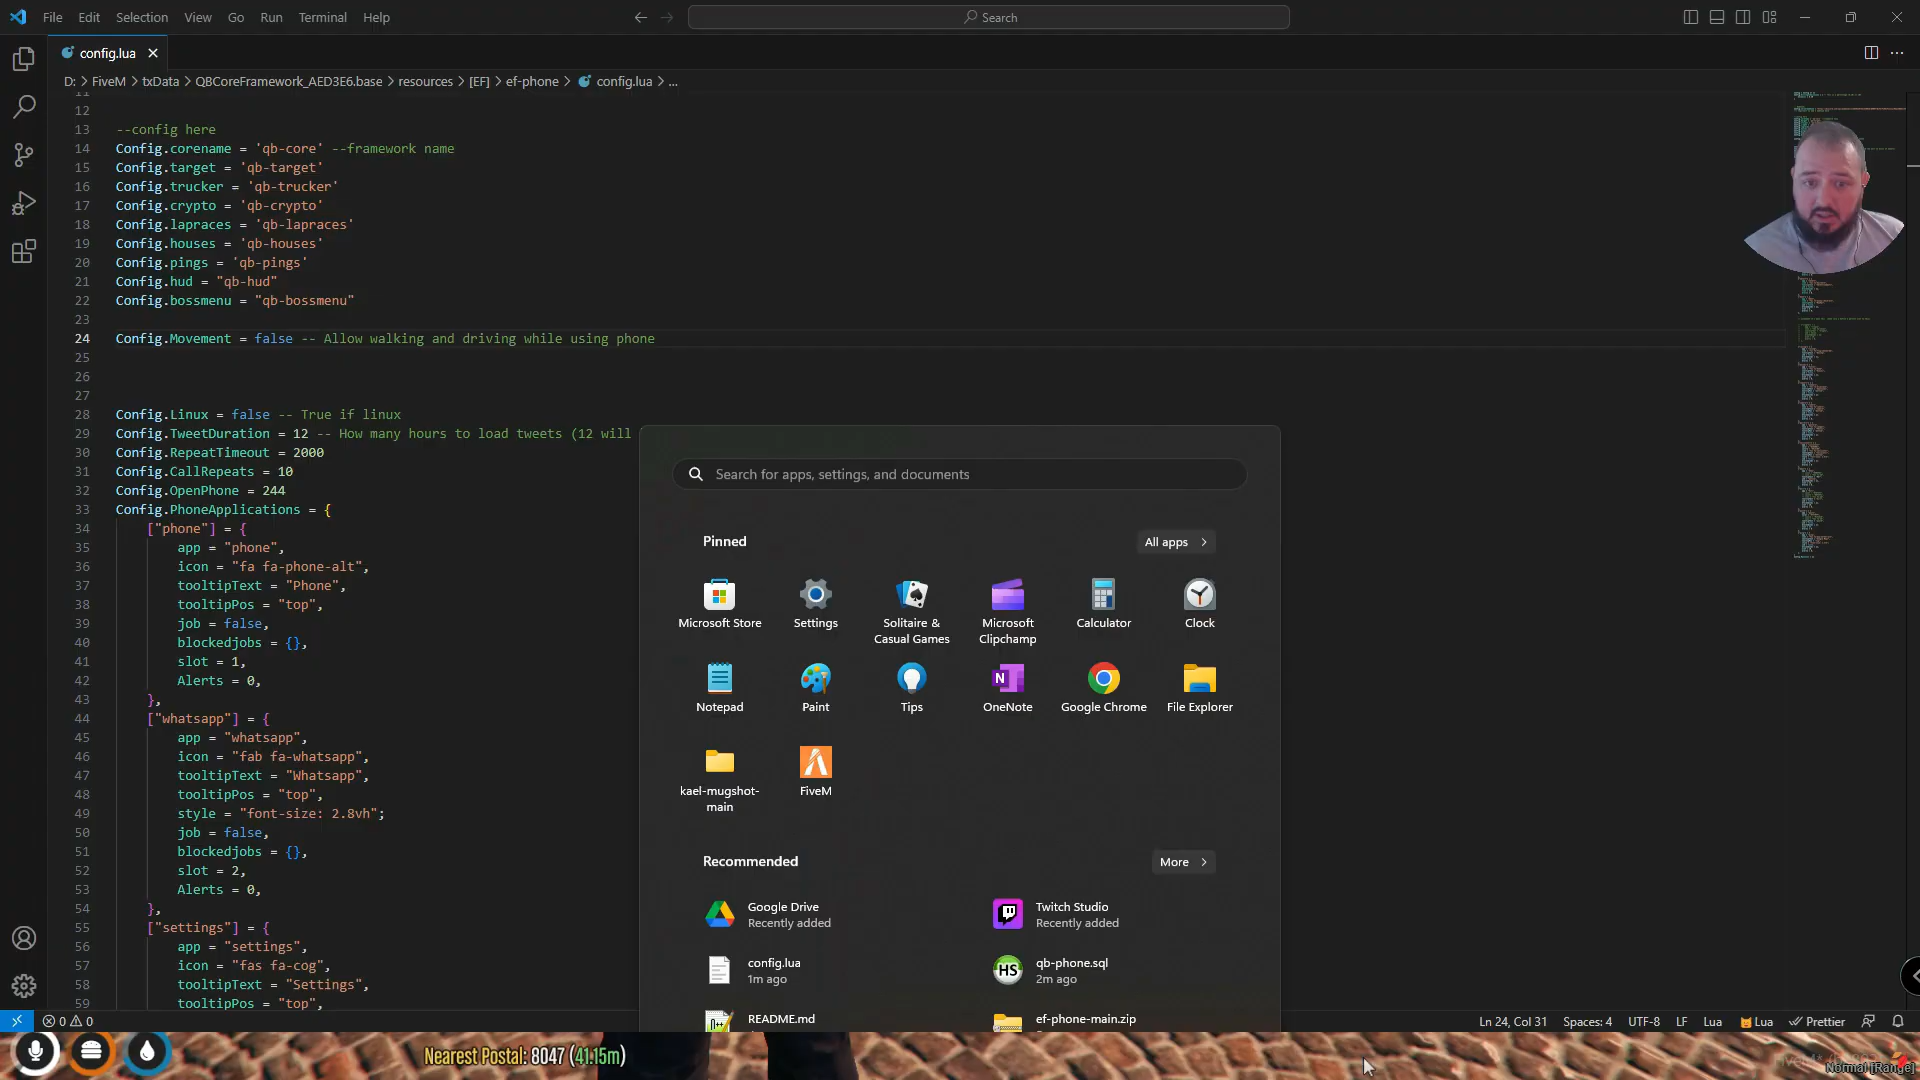 File Edit Selection View Go Run Terminal Help
Search
config.lua
D: > FiveM > txData > QBCoreFramework_AED3E6.base > resources > [EF] > ef-phone > config.lua > ...
11
12
13 --config here
14 Config.corename = 'qb-core' --framework name
15 Config.target = 'qb-target'
16 Config.trucker = 'qb-trucker'
17 Config.crypto = 'qb-crypto'
18 Config.lapraces = 'qb-lapraces'
19 Config.houses = 'qb-houses'
20 Config.pings = 'qb-pings'
21 Config.hud = "qb-hud"
22 Config.bossmenu = "qb-bossmenu"
23
24 Config.Movement = false -- Allow walking and driving while using phone
25
26
27
28 Config.Linux = false -- True if linux
29 Config.TweetDuration = 12 -- How many hours to load tweets (12 will
30 Config.RepeatTimeout = 2000
31 Config.CallRepeats = 10
32 Config.OpenPhone = 244
33 Config.PhoneApplications = {
34 ["phone"] = {
35 app = "phone",
36 icon = "fa fa-phone-alt",
37 tooltipText = "Phone",
38 tooltipPos = "top",
39 job = false,
40 blockedjobs = {},
41 slot = 1,
42 Alerts = 0,
43 },
44 ["whatsapp"] = {
45 app = "whatsapp",
46 icon = "fab fa-whatsapp",
47 tooltipText = "Whatsapp",
48 tooltipPos = "top",
49 style = "font-size: 2.8vh";
50 job = false,
51 blockedjobs = {},
52 slot = 2,
53 Alerts = 0,
54 },
55 ["settings"] = {
56 app = "settings",
57 icon = "fas fa-cog",
58 tooltipText = "Settings",
59 tooltipPos = "top",
Search for apps, settings, and documents
Pinned
All apps >
Microsoft Store
Settings
Solitaire & Casual Games
Microsoft Clipchamp
Calculator
Clock
Notepad
Paint
Tips
OneNote
Google Chrome
File Explorer
kael-mugshot-main
FiveM
Recommended
More >
Google Drive
Recently added
Twitch Studio
Recently added
config.lua
1m ago
HS
qb-phone.sql
2m ago
README.md
ef-phone-main.zip
0 0
Ln 24, Col 31 Spaces: 4 UTF-8 LF Lua Lua Prettier
Nearest Postal: 8047 (41.15m)
Normal [Range]